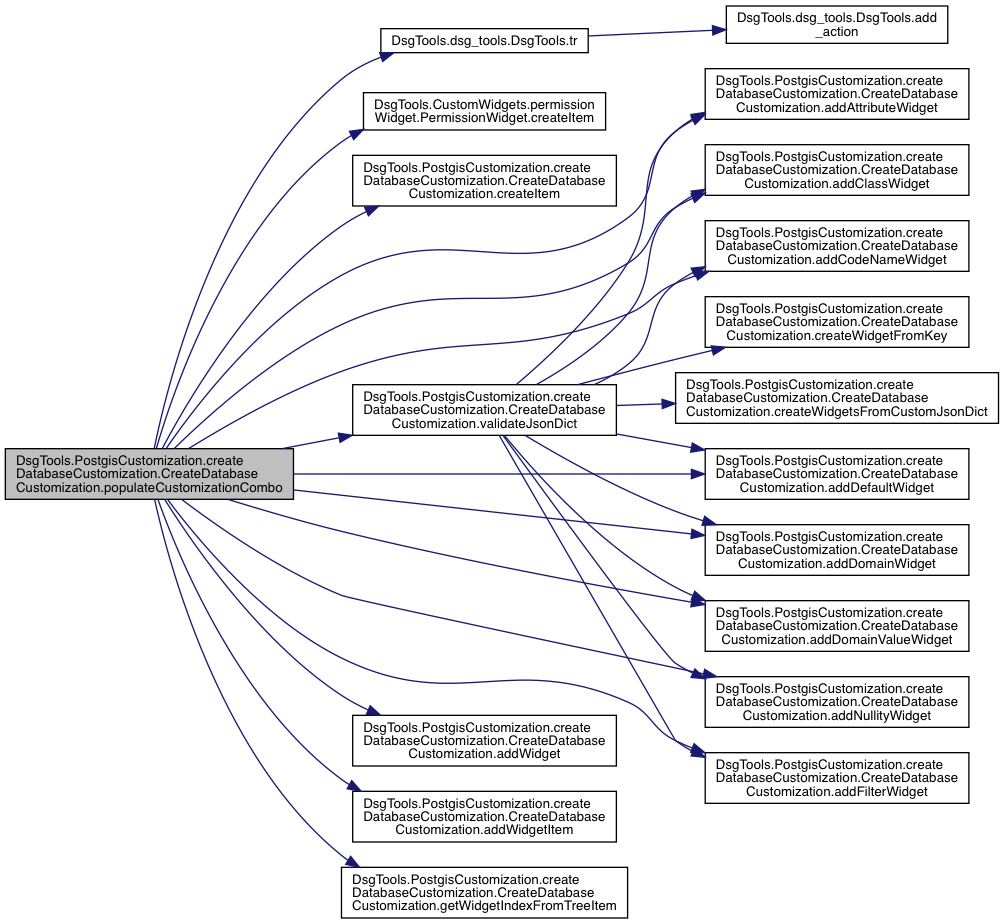 DsgTools.dsg_tools.DsgTools.add
_action
DsgTools.dsg_tools.DsgTools.tr
DsgTools.PostgisCustomization.create
DatabaseCustomization.CreateDatabase
Customization.addAttributeWidget
DsgTools.CustomWidgets.permission
Widget.PermissionWidget.createItem
DsgTools.PostgisCustomization.create
DatabaseCustomization.CreateDatabase
Customization.addClassWidget
DsgTools.PostgisCustomization.create
DatabaseCustomization.CreateDatabase
Customization.createItem
DsgTools.PostgisCustomization.create
DatabaseCustomization.CreateDatabase
Customization.addCodeNameWidget
DsgTools.PostgisCustomization.create
DatabaseCustomization.CreateDatabase
Customization.createWidgetFromKey
DsgTools.PostgisCustomization.create
DatabaseCustomization.CreateDatabase
Customization.createWidgetsFromCustomJsonDict
DsgTools.PostgisCustomization.create
DatabaseCustomization.CreateDatabase
Customization.validateJsonDict
DsgTools.PostgisCustomization.create
DatabaseCustomization.CreateDatabase
Customization.populateCustomizationCombo
DsgTools.PostgisCustomization.create
DatabaseCustomization.CreateDatabase
Customization.addDefaultWidget
DsgTools.PostgisCustomization.create
DatabaseCustomization.CreateDatabase
Customization.addDomainWidget
DsgTools.PostgisCustomization.create
DatabaseCustomization.CreateDatabase
Customization.addDomainValueWidget
DsgTools.PostgisCustomization.create
DatabaseCustomization.CreateDatabase
Customization.addNullityWidget
DsgTools.PostgisCustomization.create
DatabaseCustomization.CreateDatabase
Customization.addWidget
DsgTools.PostgisCustomization.create
DatabaseCustomization.CreateDatabase
Customization.addFilterWidget
DsgTools.PostgisCustomization.create
DatabaseCustomization.CreateDatabase
Customization.addWidgetItem
DsgTools.PostgisCustomization.create
DatabaseCustomization.CreateDatabase
Customization.getWidgetIndexFromTreeItem